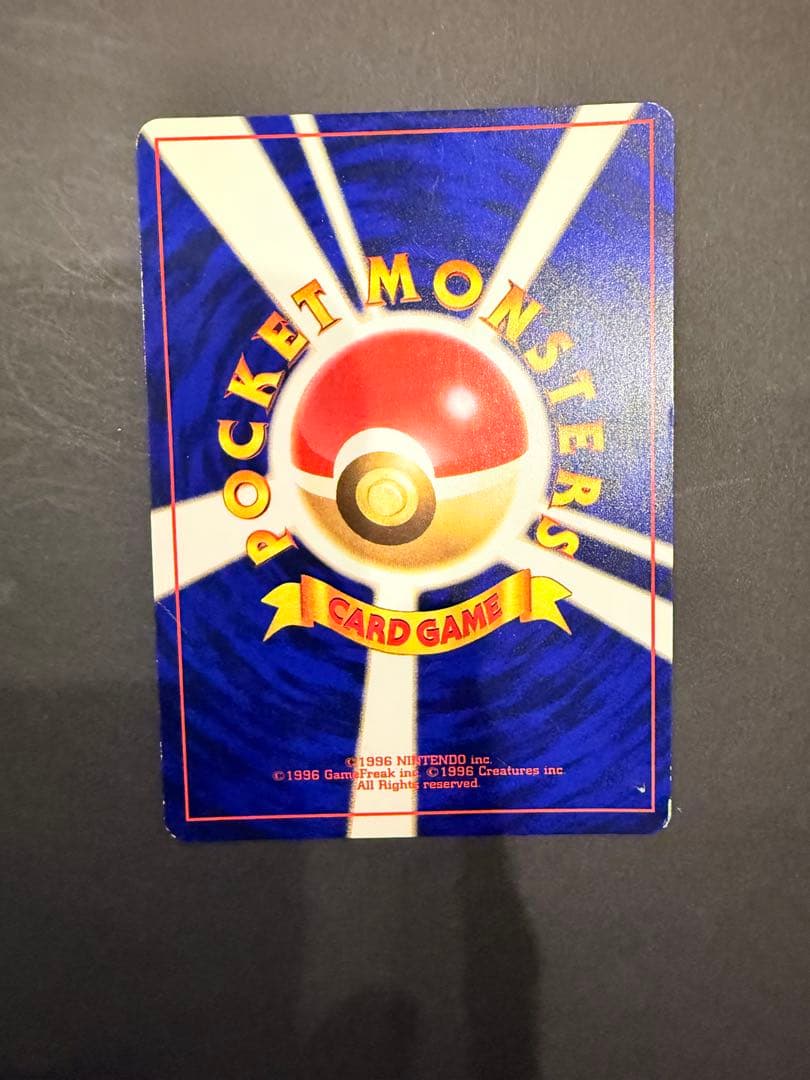 POCKET MONSTERS
CARD GAME
©1996 NINTENDO inc.
©1996 GameFreak inc. ©1996 Creatures inc.
All Rights reserved.